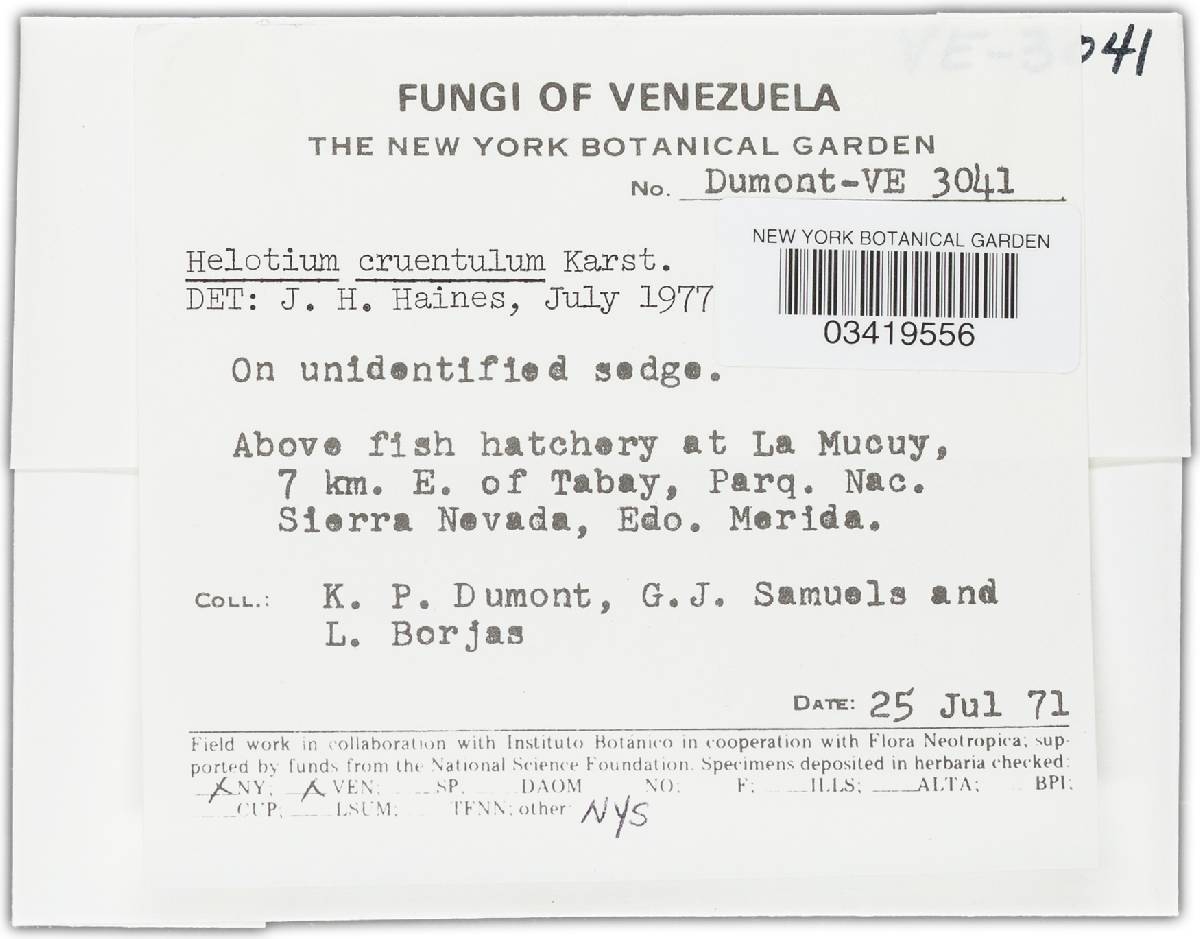 VE-3041
FUNGI OF VENEZUELA
THE NEW YORK BOTANICAL GARDEN
No. Dumont-VE 3041
NEW YORK BOTANICAL GARDEN
03419556
Helotium cruentulum Karst.
DET: J. H. Haines, July 1977
On unidentified sedge.
Above fish hatchery at La Mucuy,
7 km. E. of Tabay, Parq. Nac.
Sierra Nevada, Edo. Merida.
COLL.: K. P. Dumont, G.J. Samuels and
L. Borjas
DATE: 25 Jul 71
Field work in collaboration with Instituto Botánico in cooperation with Flora Neotropica; sup-
ported by funds from the National Science Foundation. Specimens deposited in herbaria checked:
X NY; X VEN; SP; DAOM NO; F; ILLS; ALTA; BPI;
CUP; LSUM; TENN; other: NYS